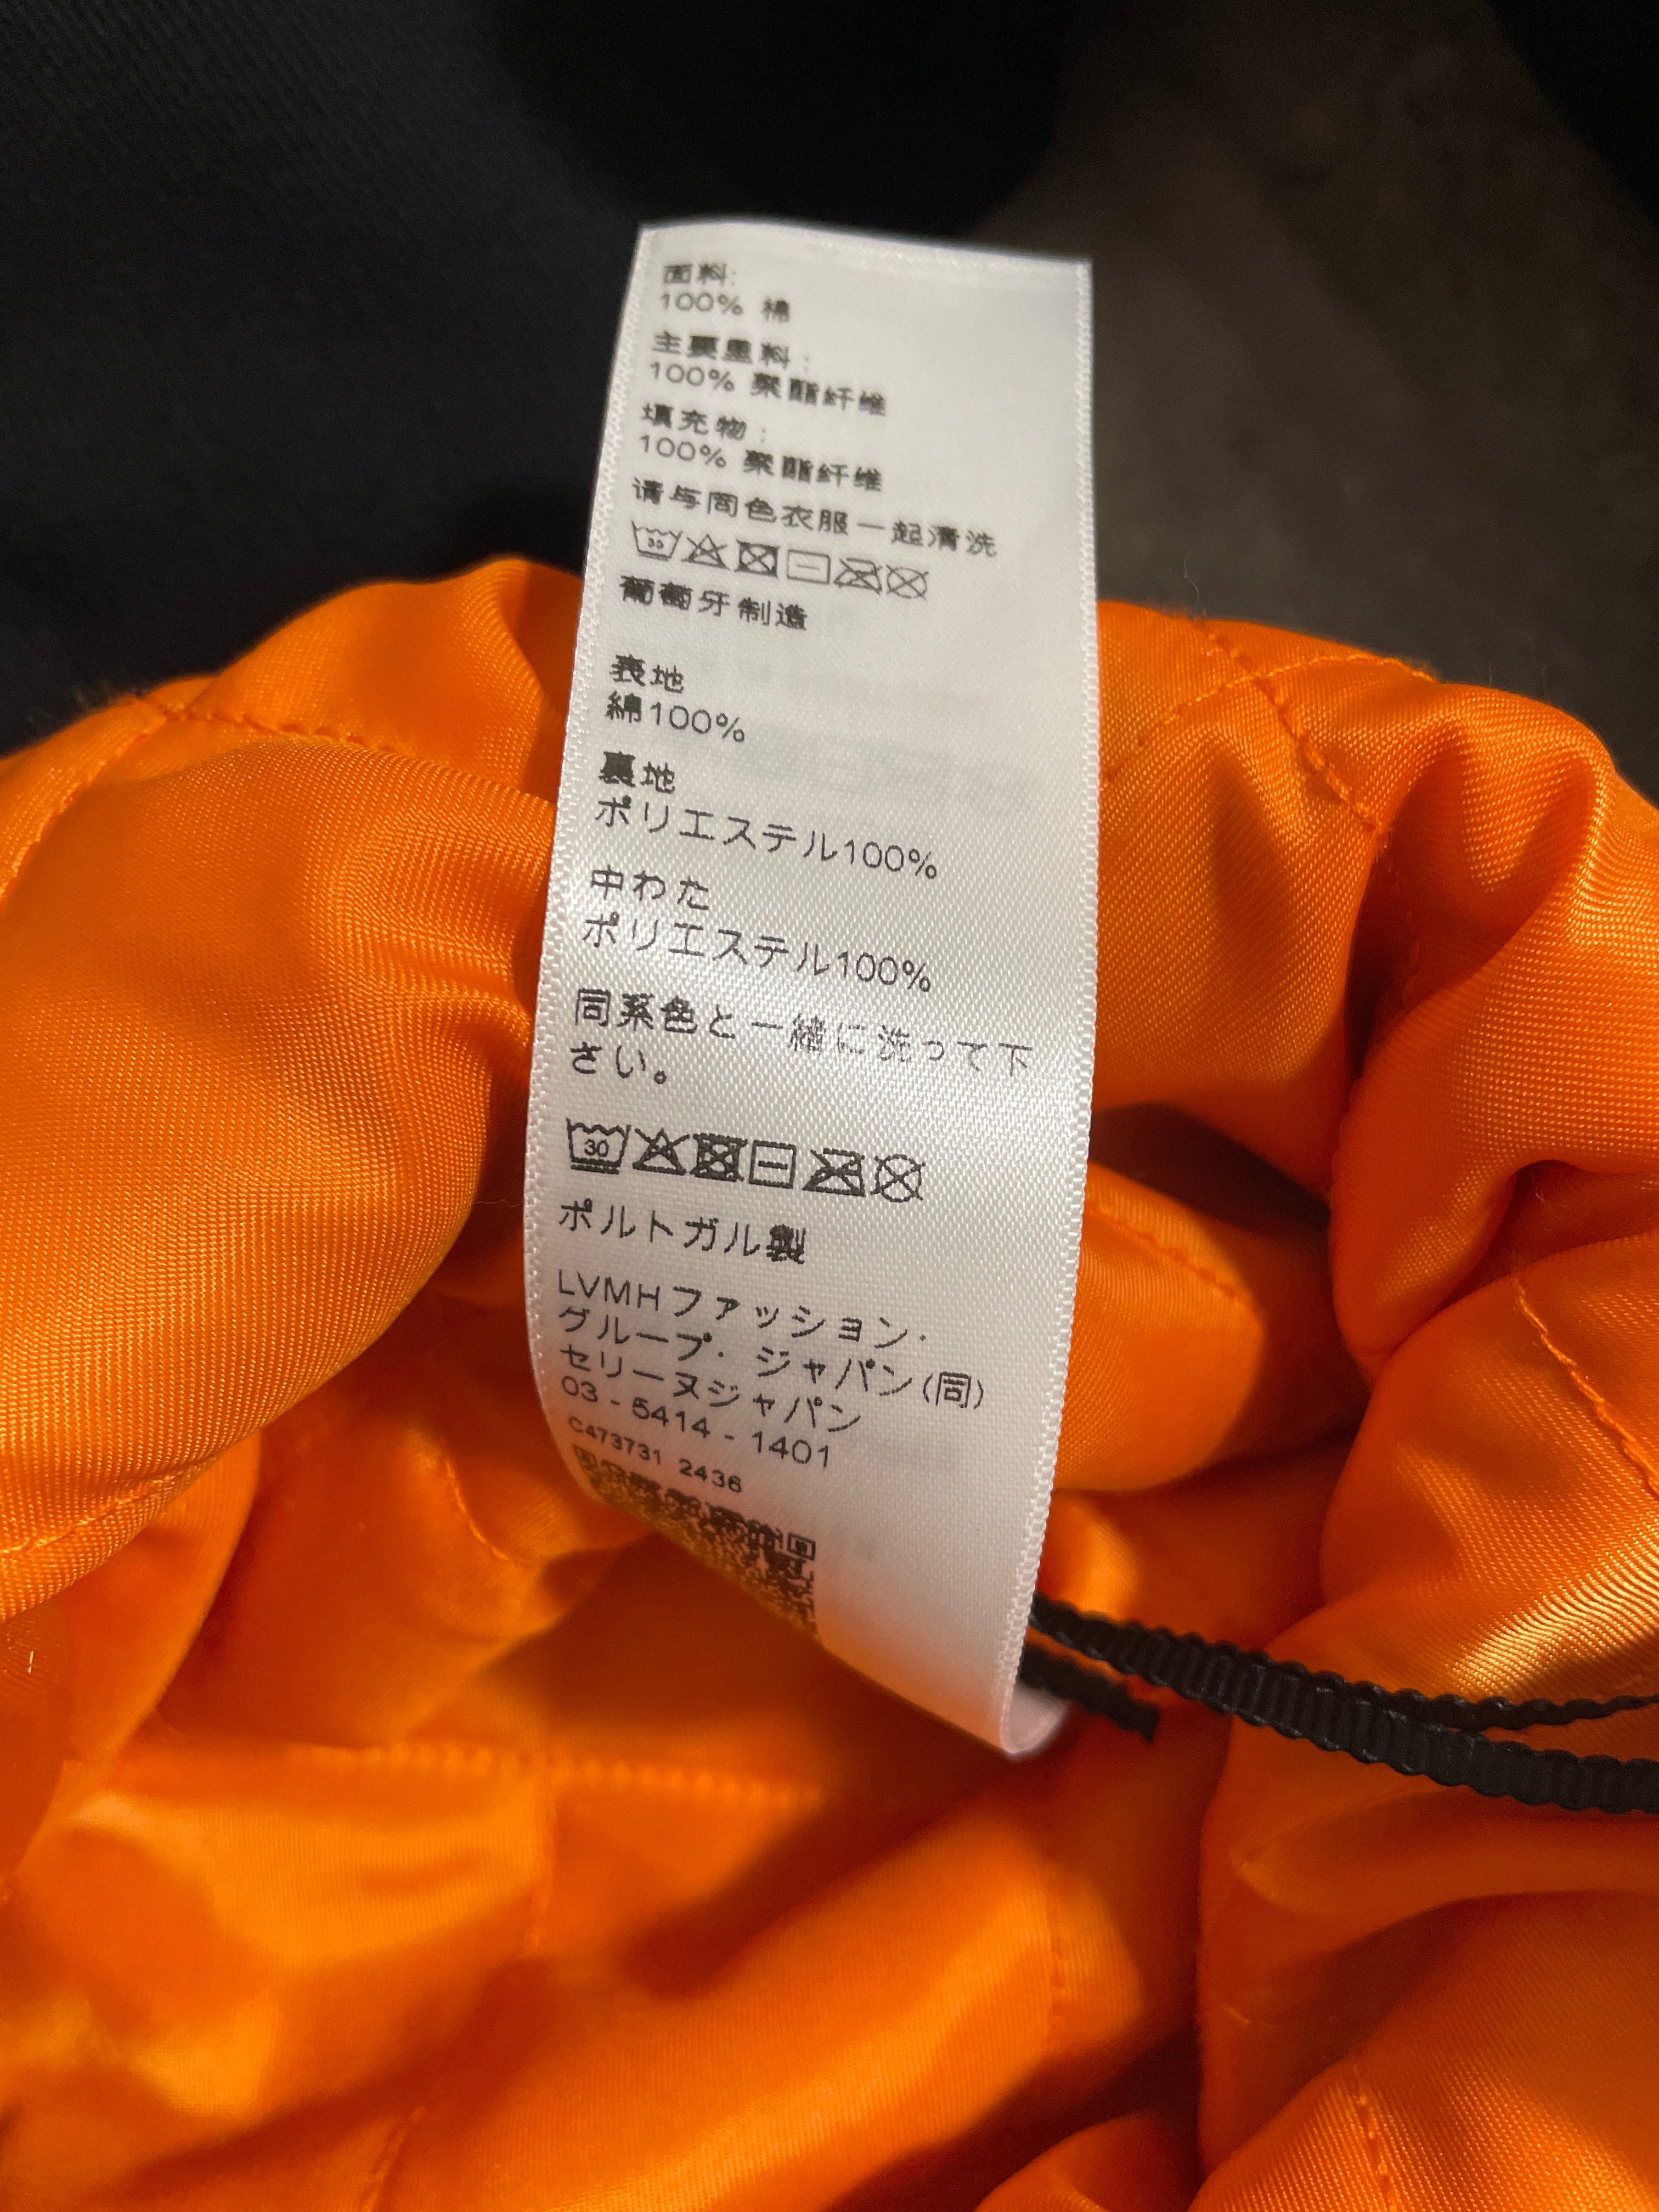 面料:
100% 棉
主要里料:
100% 聚酯纤维
填充物:
100% 聚酯纤维
请与同色衣服一起清洗
30
葡萄牙制造
表地
綿100%
裏地
ポリエステル100%
中わた
ポリエステル100%
同系色と一緒に洗って下
さい。
30
ポルトガル製
LVMHファッション・
グループ・ジャパン(同)
セリーヌジャパン
03 - 5414 - 1401
C473731 2436